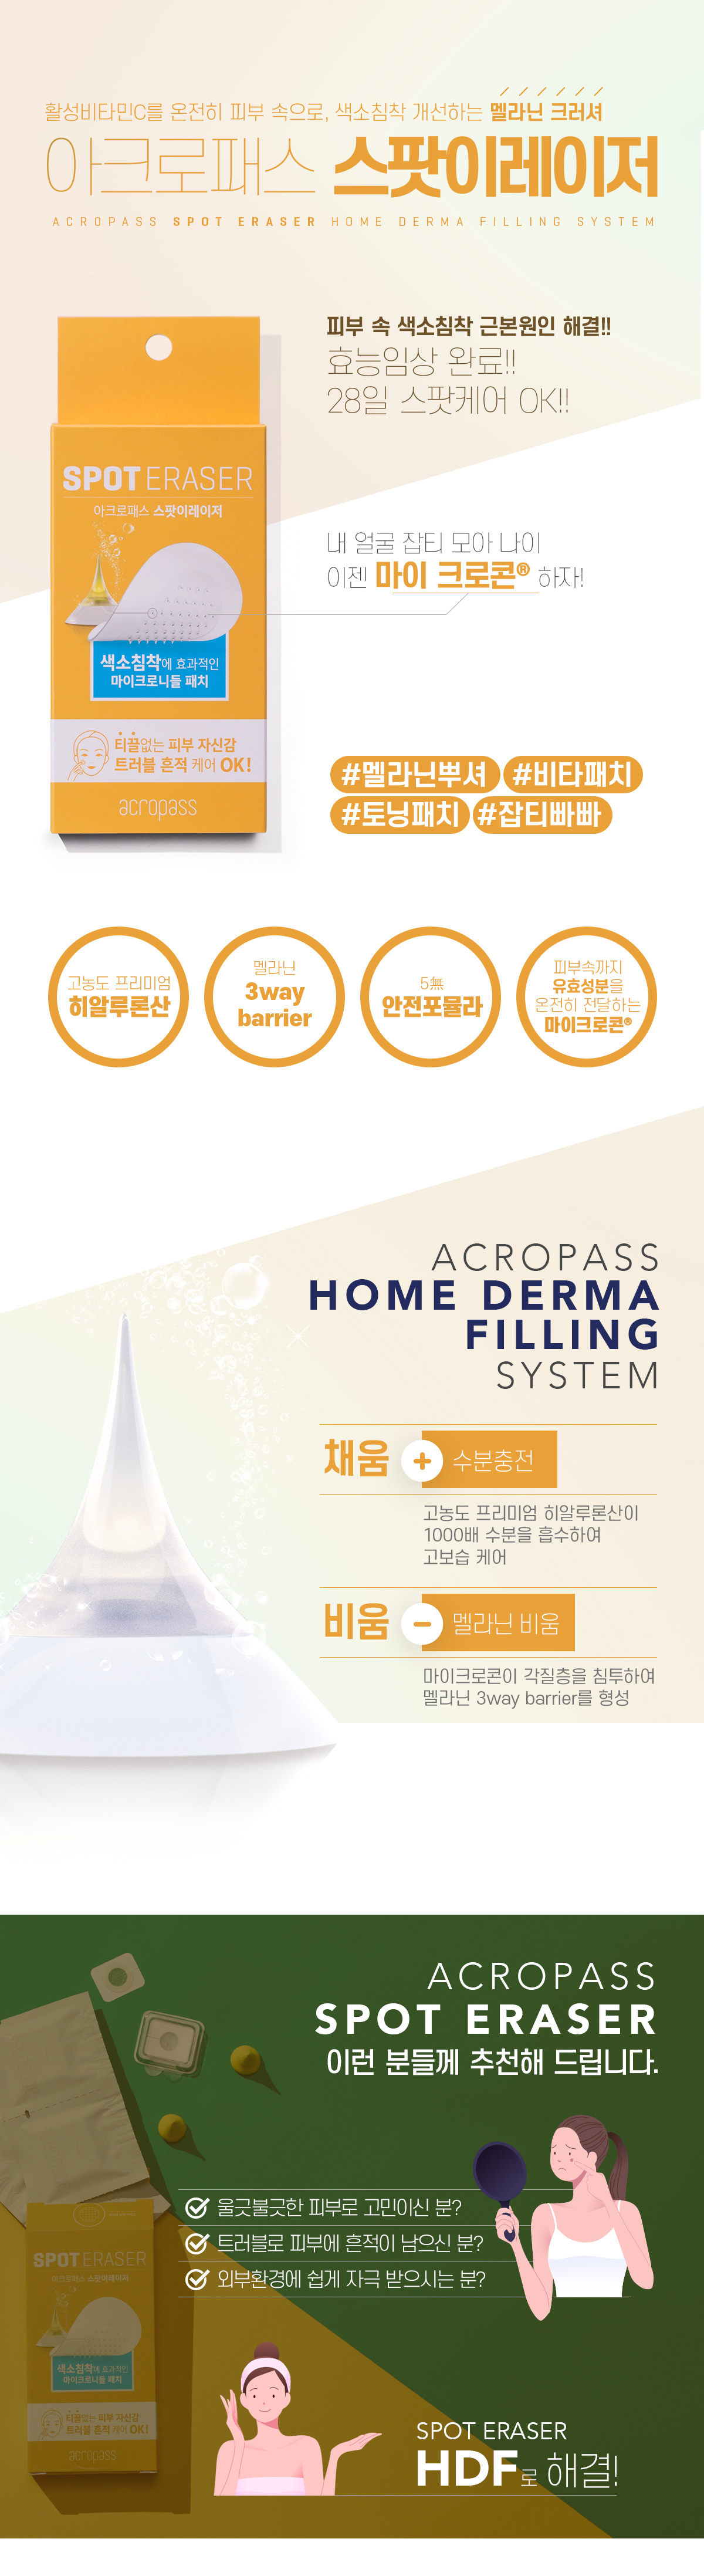 활성비타민C를 온전히 피부 속으로, 색소침착 개선하는 멜라닌 크러셔
아크로패스 스팟이레이저
ACROPASS SPOT ERASER HOME DERMA FILLING SYSTEM
피부 속 색소침착 근본원인 해결!!
효능임상 완료!!
28일 스팟케어 OK!!
SPOT ERASER
아크로패스 스팟이레이저
색소침착에 효과적인
마이크로니들 패치
티끌없는 피부 자신감
트러블 흔적 케어 OK!
acropass
내 얼굴 잡티 모아 나이
이젠 마이 크로콘® 하자!
#멜라닌뿌셔 #비타패치
#토닝패치 #잡티빠빠
고농도 프리미엄
히알루론산
멜라닌
3way
barrier
5無
안전포뮬라
피부속까지
유효성분을
온전히 전달하는
마이크로콘®
ACROPASS
HOME DERMA
FILLING
SYSTEM
채움 + 수분충전
고농도 프리미엄 히알루론산이
1000배 수분을 흡수하여
고보습 케어
비움 − 멜라닌 비움
마이크로콘이 각질층을 침투하여
멜라닌 3way barrier를 형성
ACROPASS
SPOT ERASER
이런 분들께 추천해 드립니다.
울긋불긋한 피부로 고민이신 분?
트러블로 피부에 흔적이 남으신 분?
외부환경에 쉽게 자극 받으시는 분?
SPOT ERASER
아크로패스 스팟이레이저
색소침착에 효과적인
마이크로니들 패치
티끌없는 피부 자신감
트러블 흔적 케어 OK!
acropass
SPOT ERASER
HDF로 해결!